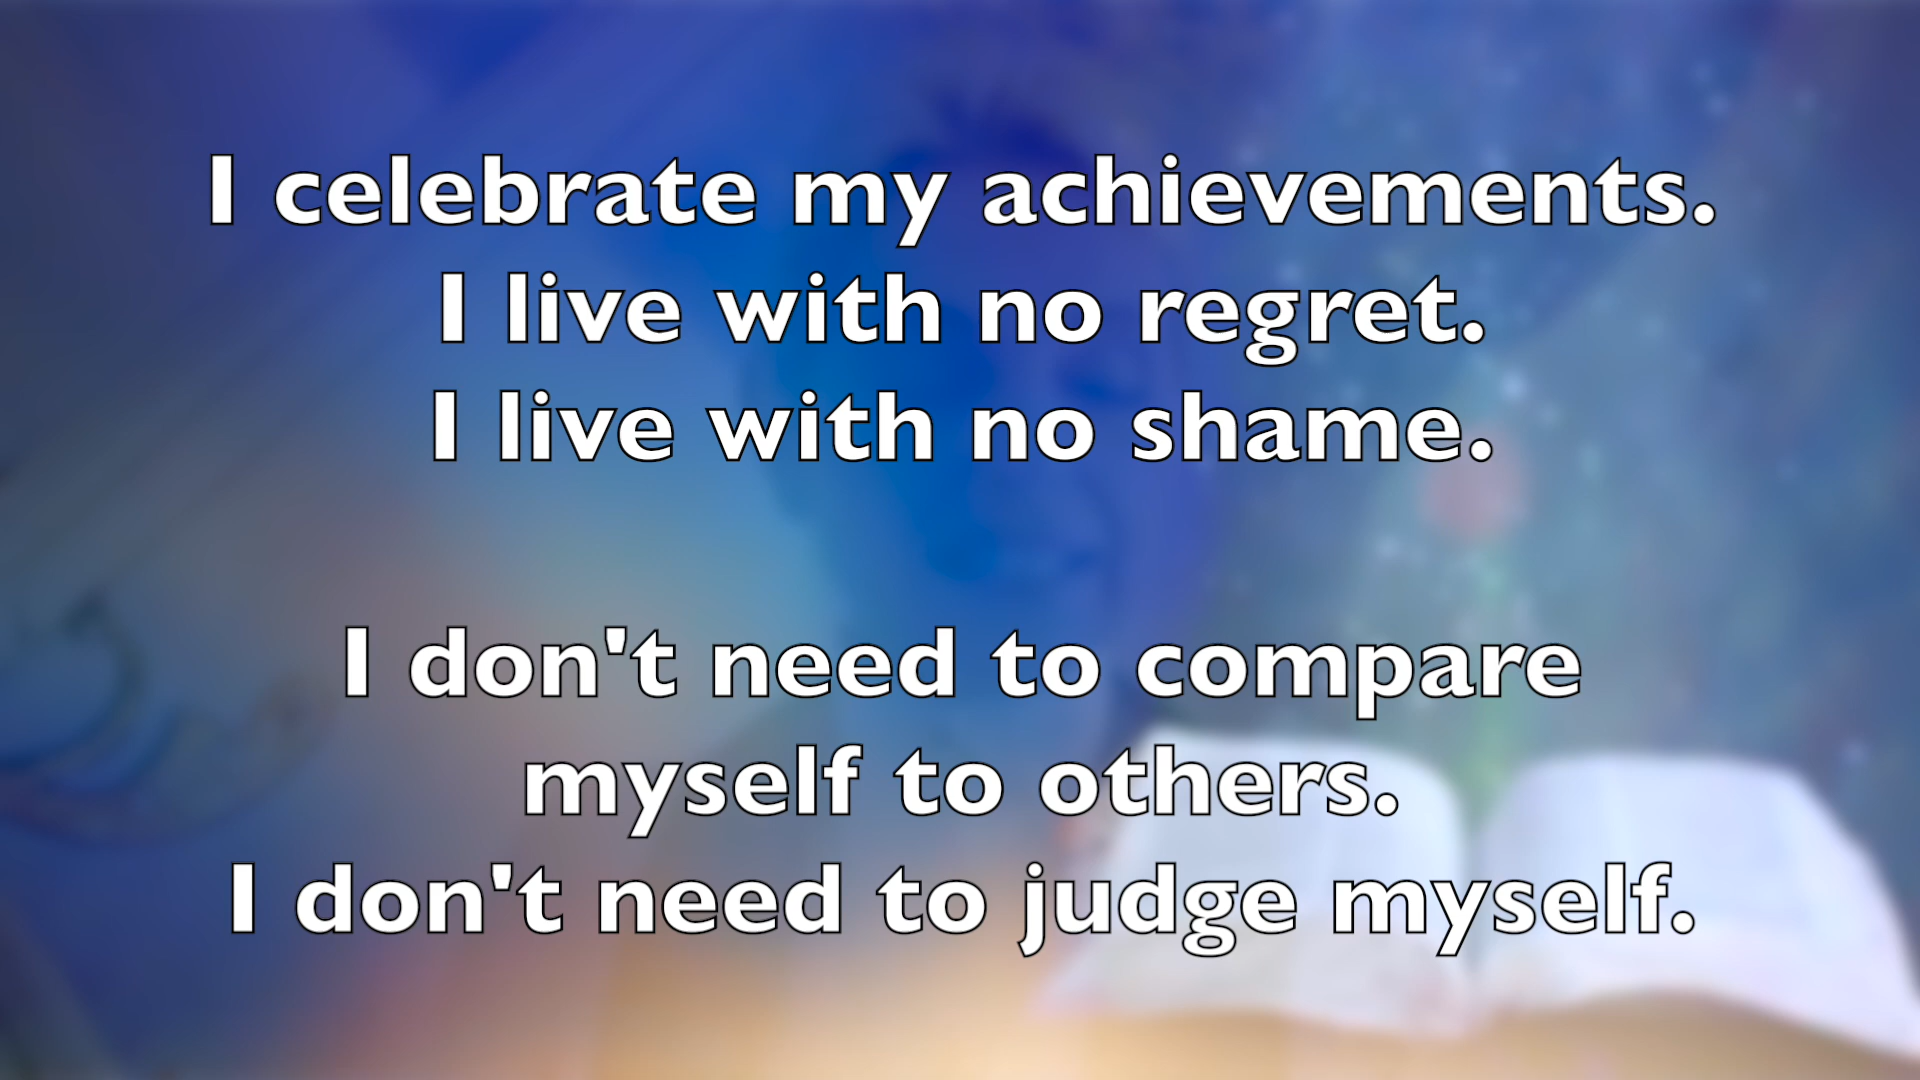 I celebrate my achievements.
I live with no regret.
I live with no shame.
I don't need to compare
myself to others.
I don't need to judge myself.